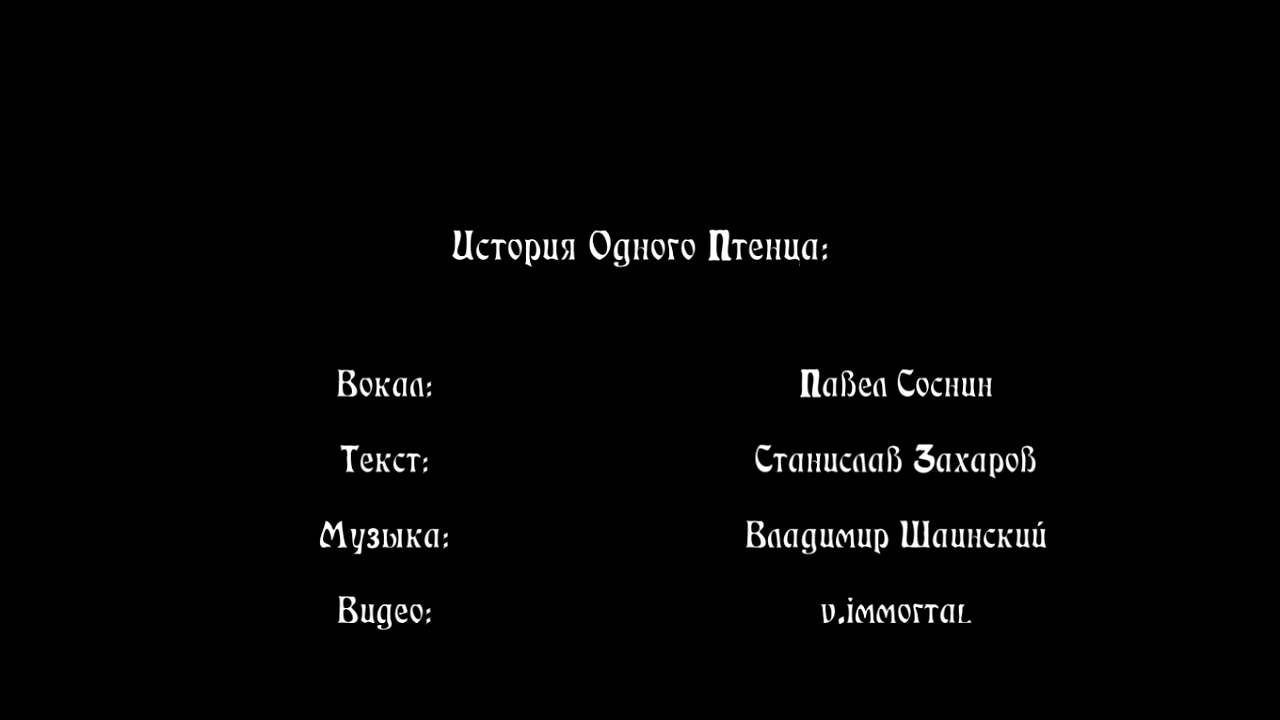 История Одного Птенца:
Вокал: Павел Соснин
Текст: Станислав Захаров
Музыка: Владимир Шаинский
Видео: v.immortal